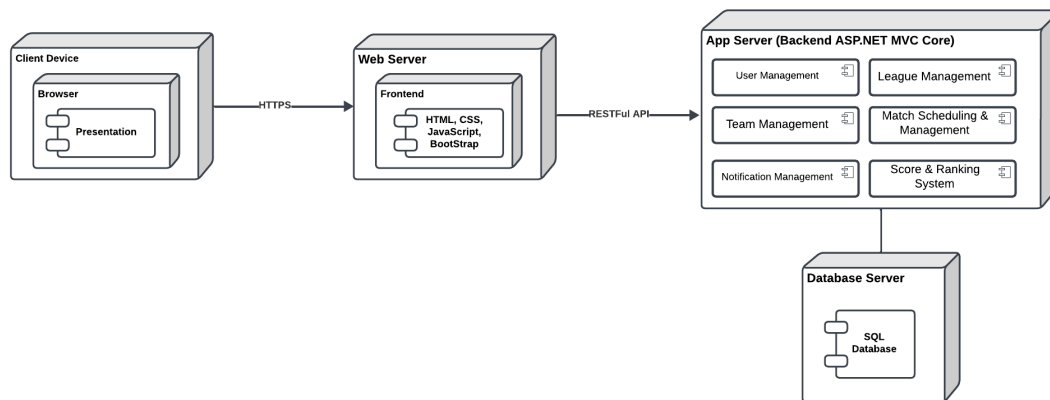 Client Device
Browser
Presentation
HTTPS
Web Server
Frontend
HTML, CSS,
JavaScript,
BootStrap
RESTFul API
App Server (Backend ASP.NET MVC Core)
User Management
League Management
Team Management
Match Scheduling &
Management
Notification Management
Score & Ranking
System
Database Server
SQL
Database